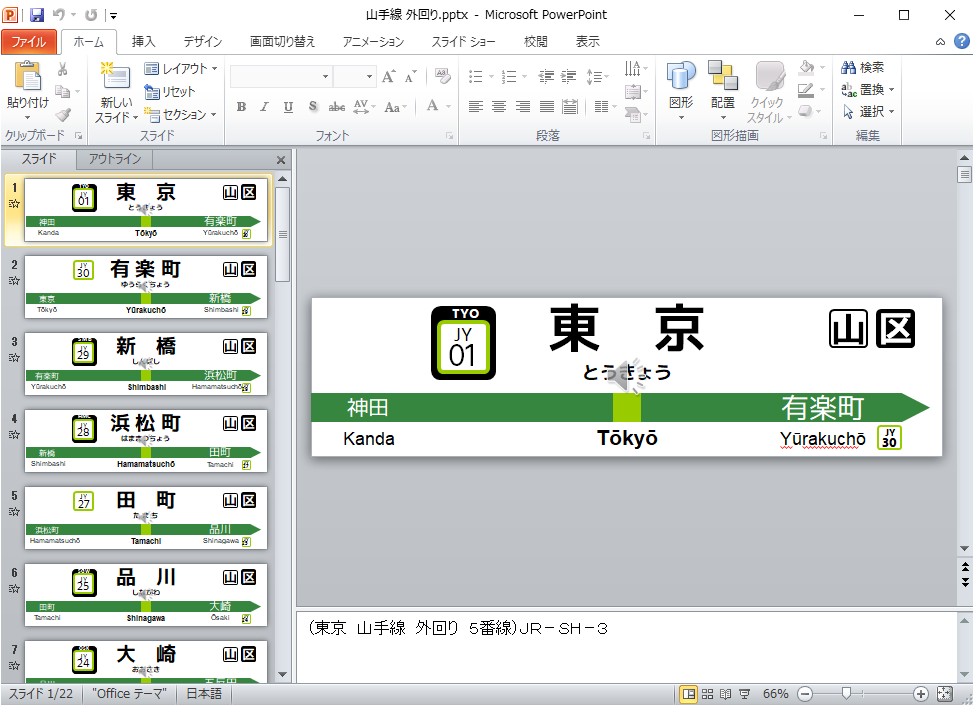 山手線 外回り.pptx - Microsoft PowerPoint
ファイル ホーム 挿入 デザイン 画面切り替え アニメーション スライド ショー 校閲 表示
貼り付け
新しい
スライド
レイアウト
リセット
セクション
B I U S abc AV Aa A
図形
配置
クイック
スタイル
検索
置換
選択
クリップボード スライド フォント 段落 図形描画 編集
スライド アウトライン
1
TYO
JY
01
東 京
とうきょう
山 区
神田 有楽町
Kanda Tōkyō Yūrakuchō
2
JY
30
有 楽 町
ゆうらくちょう
山 区
東京 新橋
Tōkyō Yūrakuchō Shimbashi
3
JY
29
新 橋
しんばし
山 区
有楽町 浜松町
Yūrakuchō Shimbashi Hamamatsuchō
4
JY
28
浜 松 町
はままつちょう
山 区
新橋 田町
Shimbashi Hamamatsuchō Tamachi
5
JY
27
田 町
たまち
山 区
浜松町 品川
Hamamatsuchō Tamachi Shinagawa
6
JY
25
品 川
しながわ
山 区
田町 大崎
Tamachi Shinagawa Ōsaki
7
JY
24
大 崎
おおさき
山 区
TYO
JY
01
東 京
とうきょう
山 区
神田 有楽町
Kanda Tōkyō Yūrakuchō JY
30
(東京 山手線 外回り 5番線)JR－SH－3
スライド 1/22 "Office テーマ" 日本語 66%